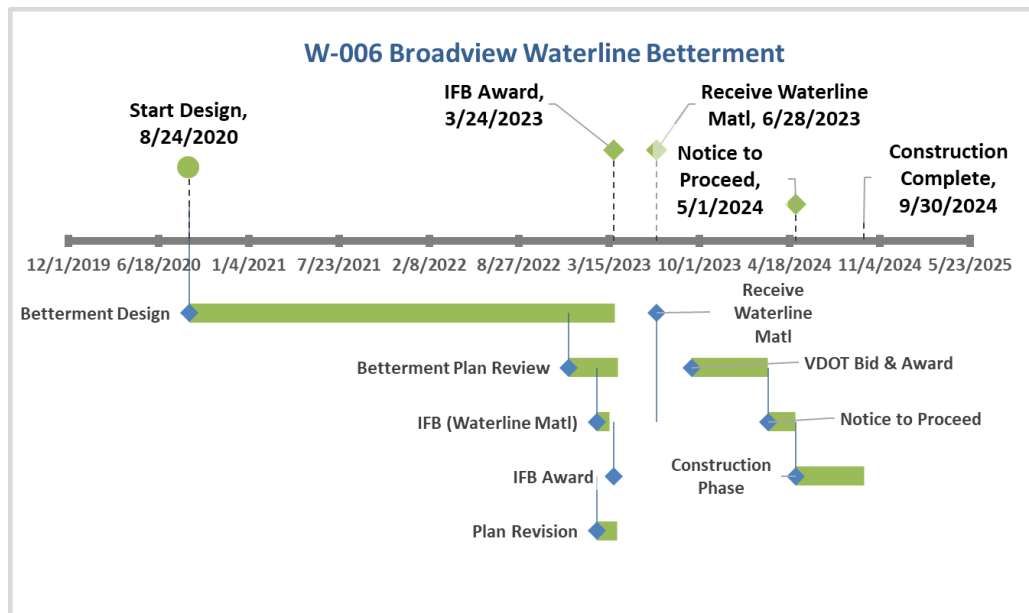 W-006 Broadview Waterline Betterment
Start Design,
8/24/2020
IFB Award,
3/24/2023
Receive Waterline
Matl, 6/28/2023
Notice to
Proceed,
5/1/2024
Construction
Complete,
9/30/2024
12/1/2019 6/18/2020 1/4/2021 7/23/2021 2/8/2022 8/27/2022 3/15/2023 10/1/2023 4/18/2024 11/4/2024 5/23/2025
Betterment Design
Receive
Waterline
Matl
Betterment Plan Review
VDOT Bid & Award
IFB (Waterline Matl)
Notice to Proceed
IFB Award
Construction
Phase
Plan Revision